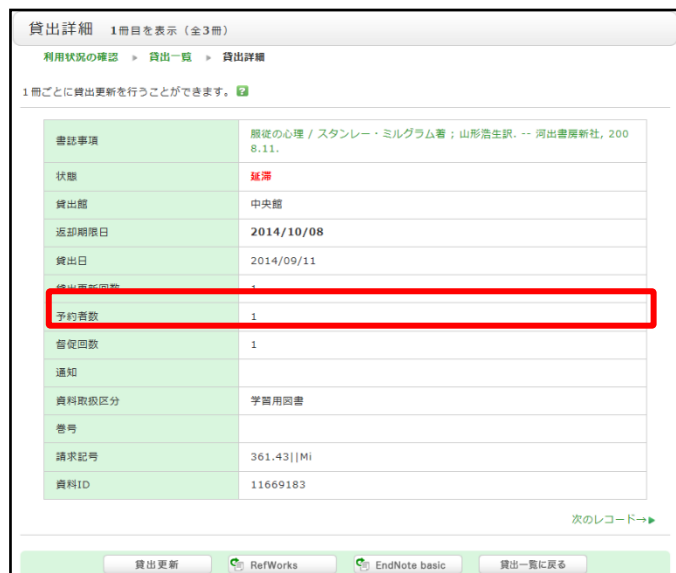 貸出詳細 1冊目を表示（全3冊）
利用状況の確認 ▶ 貸出一覧 ▶ 貸出詳細
1冊ごとに貸出更新を行うことができます。?
書誌事項 服従の心理 / スタンレー・ミルグラム著 ; 山形浩生訳. -- 河出書房新社, 200
8.11.
状態 延滞
貸出館 中央館
返却期限日 2014/10/08
貸出日 2014/09/11
貸出更新回数 1
予約者数 1
督促回数 1
通知
資料取扱区分 学習用図書
巻号
請求記号 361.43||Mi
資料ID 11669183
次のレコード→▶
貸出更新 RefWorks EndNote basic 貸出一覧に戻る